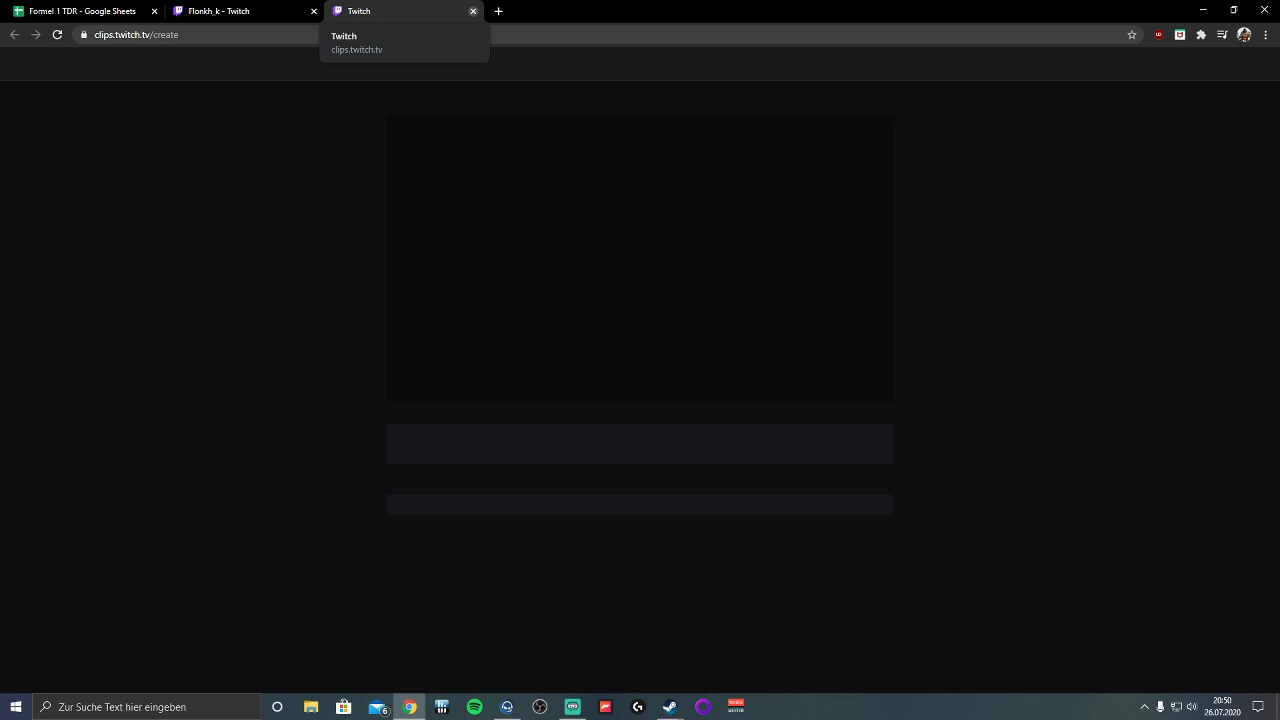 Formel 1 TDR - Google Sheets
Flonkh_k - Twitch
Twitch
clips.twitch.tv/create
Twitch
clips.twitch.tv
Zur Suche Text hier eingeben
6
20:50
26.07.2020